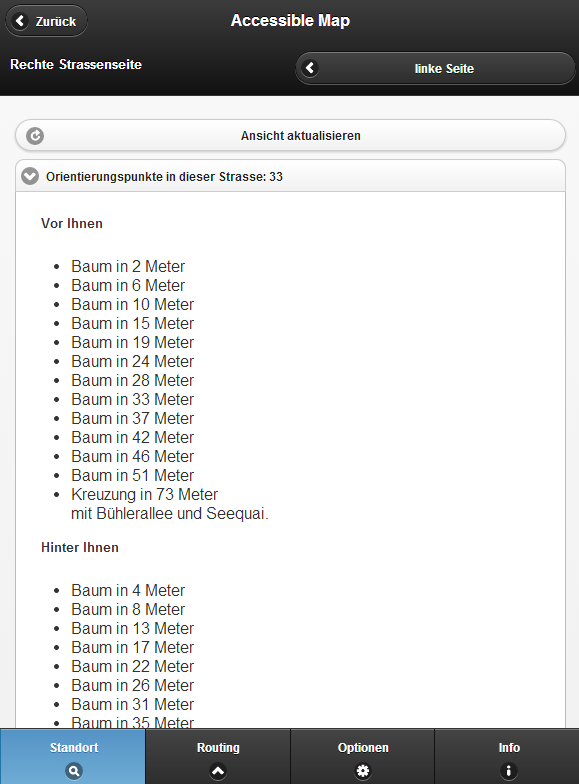 Zurück
Accessible Map
Rechte Strassenseite
linke Seite
Ansicht aktualisieren
Orientierungspunkte in dieser Strasse: 33
Vor Ihnen
Baum in 2 Meter
Baum in 6 Meter
Baum in 10 Meter
Baum in 15 Meter
Baum in 19 Meter
Baum in 24 Meter
Baum in 28 Meter
Baum in 33 Meter
Baum in 37 Meter
Baum in 42 Meter
Baum in 46 Meter
Baum in 51 Meter
Kreuzung in 73 Meter
mit Bühlerallee und Seequai.
Hinter Ihnen
Baum in 4 Meter
Baum in 8 Meter
Baum in 13 Meter
Baum in 17 Meter
Baum in 22 Meter
Baum in 26 Meter
Baum in 31 Meter
Baum in 35 Meter
Standort
Routing
Optionen
Info